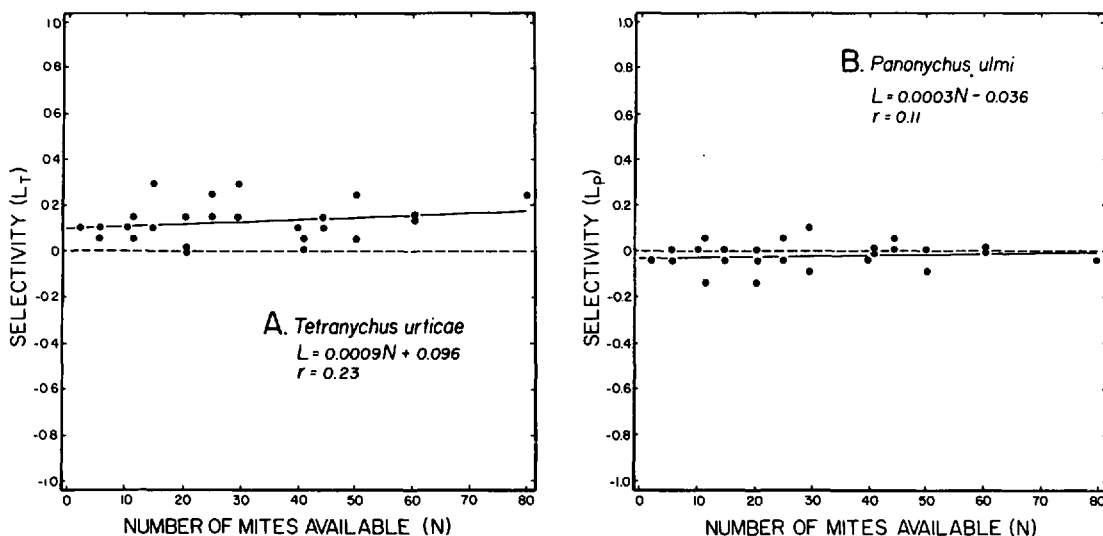 SELECTIVITY (LT)
1.0
0.8
0.6
0.4
0.2
0
-0.2
-0.4
-0.6
-0.8
-1.0
A. Tetranychus urticae
L = 0.0009N + 0.096
r = 0.23
0 10 20 30 40 50 60 70 80
NUMBER OF MITES AVAILABLE (N)
SELECTIVITY (LP)
1.0
0.8
0.6
0.4
0.2
0
-0.2
-0.4
-0.6
-0.8
-1.0
B. Panonychus ulmi
L = 0.0003N - 0.036
r = 0.11
0 10 20 30 40 50 60 70 80
NUMBER OF MITES AVAILABLE (N)